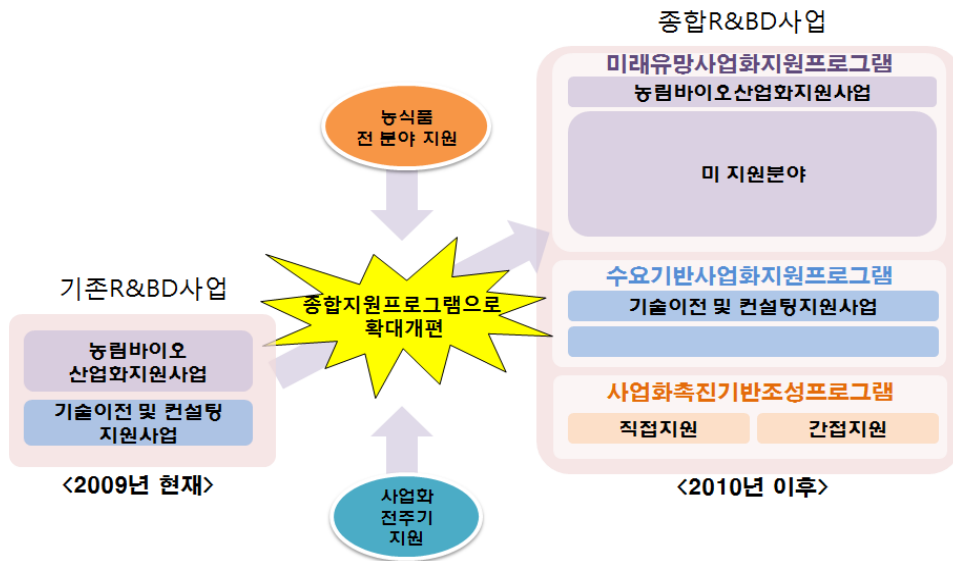 종합R&BD사업
미래유망사업화지원프로그램
농림바이오산업화지원사업
미 지원분야
수요기반사업화지원프로그램
기술이전 및 컨설팅지원사업
사업화촉진기반조성프로그램
직접지원
간접지원
<2010년 이후>
농식품
전 분야 지원
종합지원프로그램으로
확대개편
사업화
전주기
지원
기존R&BD사업
농림바이오
산업화지원사업
기술이전 및 컨설팅
지원사업
<2009년 현재>